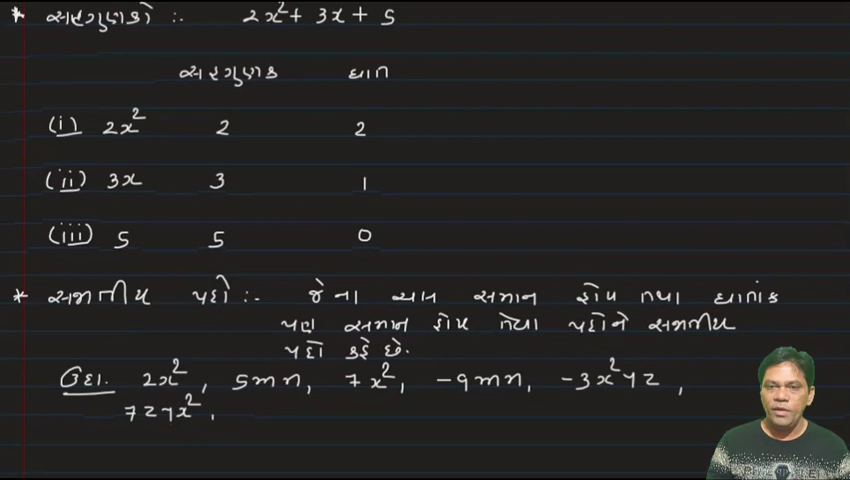 * સહગુણકો :- 2x² + 3x + 5
સહગુણક ઘાત
(i) 2x² 2 2
(ii) 3x 3 1
(iii) 5 5 0
* સજાતીય પદો :- જેના ચલ સમાન હોય તથા ઘાતાંક
પણ સમાન હોય તેવા પદોને સજાતીય
પદો કહે છે.
ઉદા. 2x², 5mn, 7x², -9mn, -3x²yz,
7zyx²,